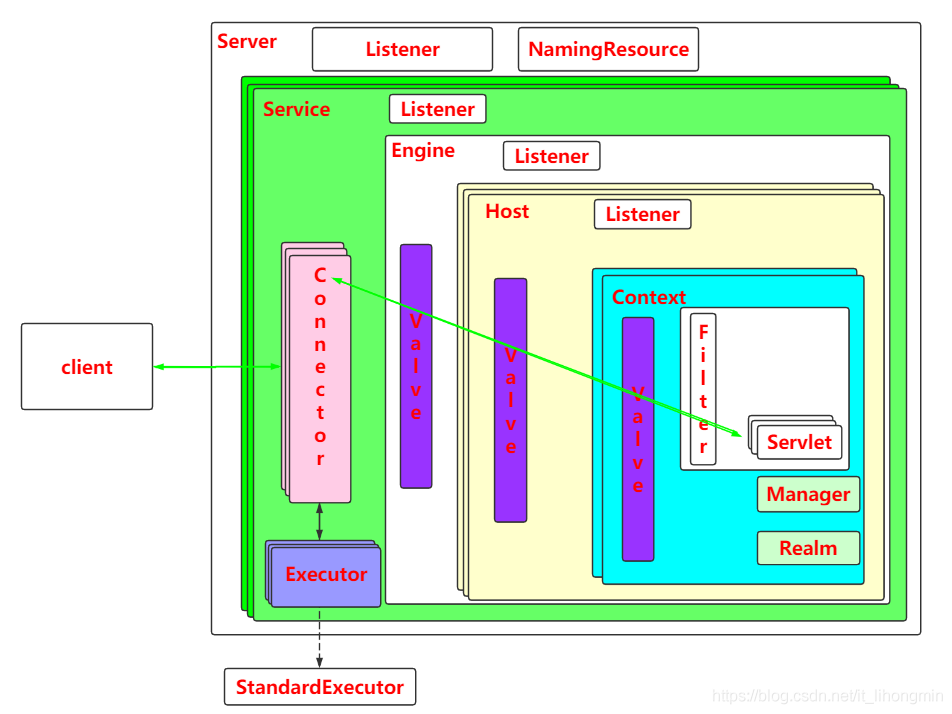 Server
Listener
NamingResource
Service
Listener
Engine
Listener
Host
Listener
Context
Connector
Valve
Valve
Valve
Filter
Servlet
client
Manager
Realm
Executor
StandardExecutor
https://blog.csdn.net/it_lihongmin